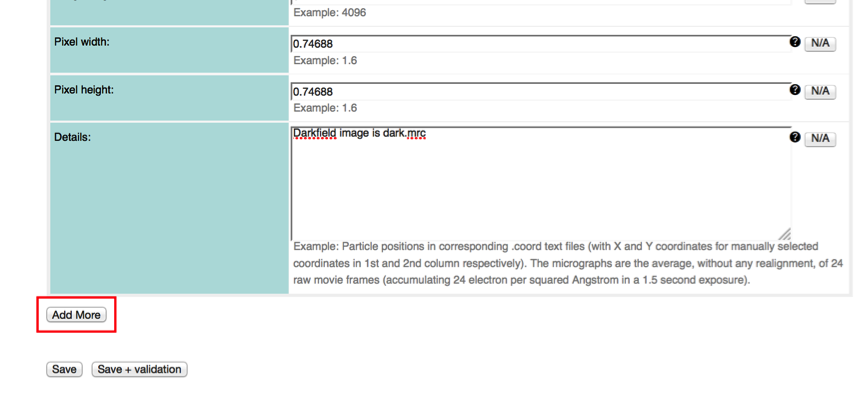 Example: 4096
Pixel width:
0.74688
? N/A
Example: 1.6
Pixel height:
0.74688
? N/A
Example: 1.6
Details:
Darkfield image is dark.mrc
? N/A
Example: Particle positions in corresponding .coord text files (with X and Y coordinates for manually selected
coordinates in 1st and 2nd column respectively). The micrographs are the average, without any realignment, of 24
raw movie frames (accumulating 24 electron per squared Angstrom in a 1.5 second exposure).
Add More
Save Save + validation